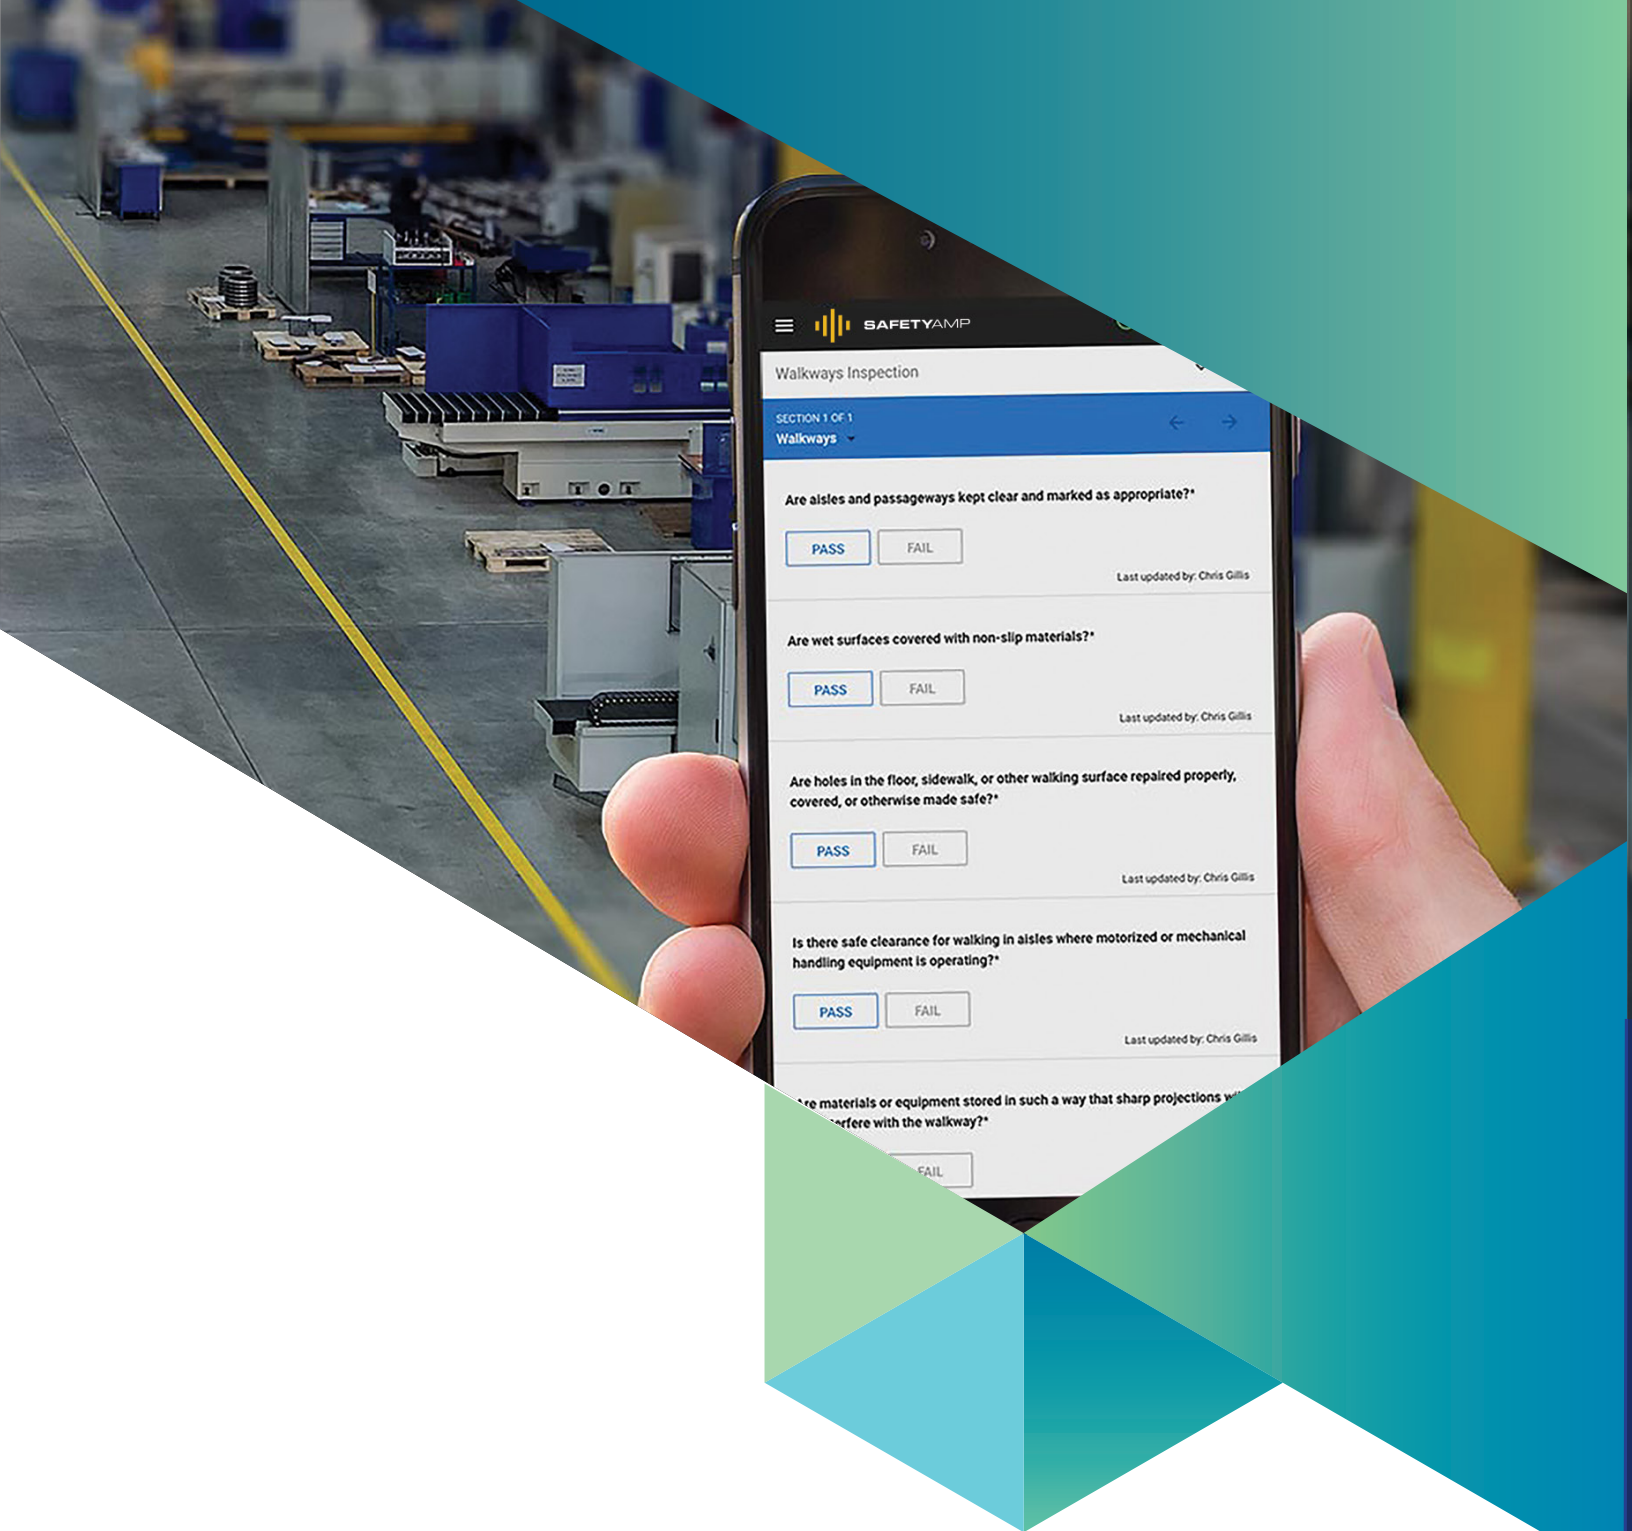 SAFETYAMP
Walkways Inspection
SECTION 1 OF 1
Walkways
Are aisles and passageways kept clear and marked as appropriate?*
PASS FAIL
Last updated by: Chris Gillis
Are wet surfaces covered with non-slip materials?*
PASS FAIL
Last updated by: Chris Gillis
Are holes in the floor, sidewalk, or other walking surface repaired properly,
covered, or otherwise made safe?*
PASS FAIL
Last updated by: Chris Gillis
Is there safe clearance for walking in aisles where motorized or mechanical
handling equipment is operating?*
PASS FAIL
Last updated by: Chris Gillis
materials or equipment stored in such a way that sharp projections
with the walkway?*
FAIL